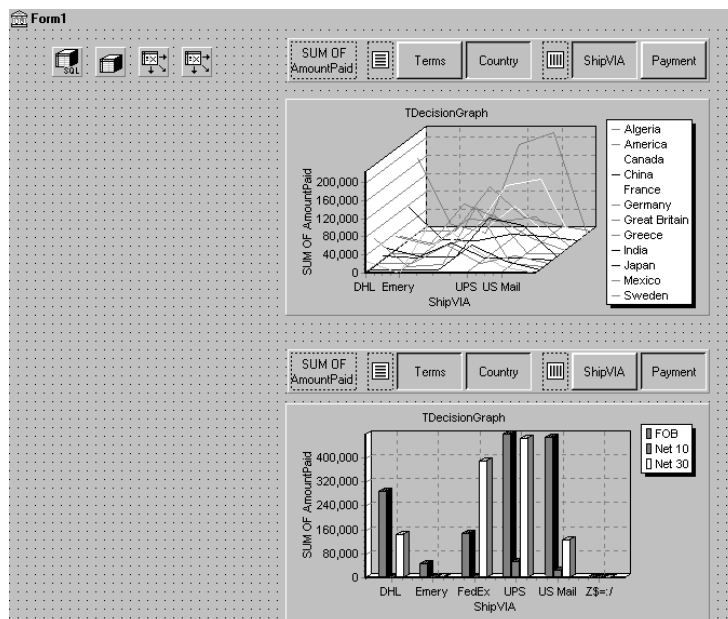 Form1
SQL
SUM OF
AmountPaid
Terms
Country
ShipVIA
Payment
TDecisionGraph
SUM OF AmountPaid
200,000
160,000
120,000
80,000
40,000
0
DHL Emery UPS US Mail
ShipVIA
Algeria
America
Canada
China
France
Germany
Great Britain
Greece
India
Japan
Mexico
Sweden
SUM OF
AmountPaid
Terms
Country
ShipVIA
Payment
TDecisionGraph
SUM OF AmountPaid
400,000
320,000
240,000
160,000
80,000
0
DHL Emery FedEx UPS US Mail Z$=:/
ShipVIA
FOB
Net 10
Net 30